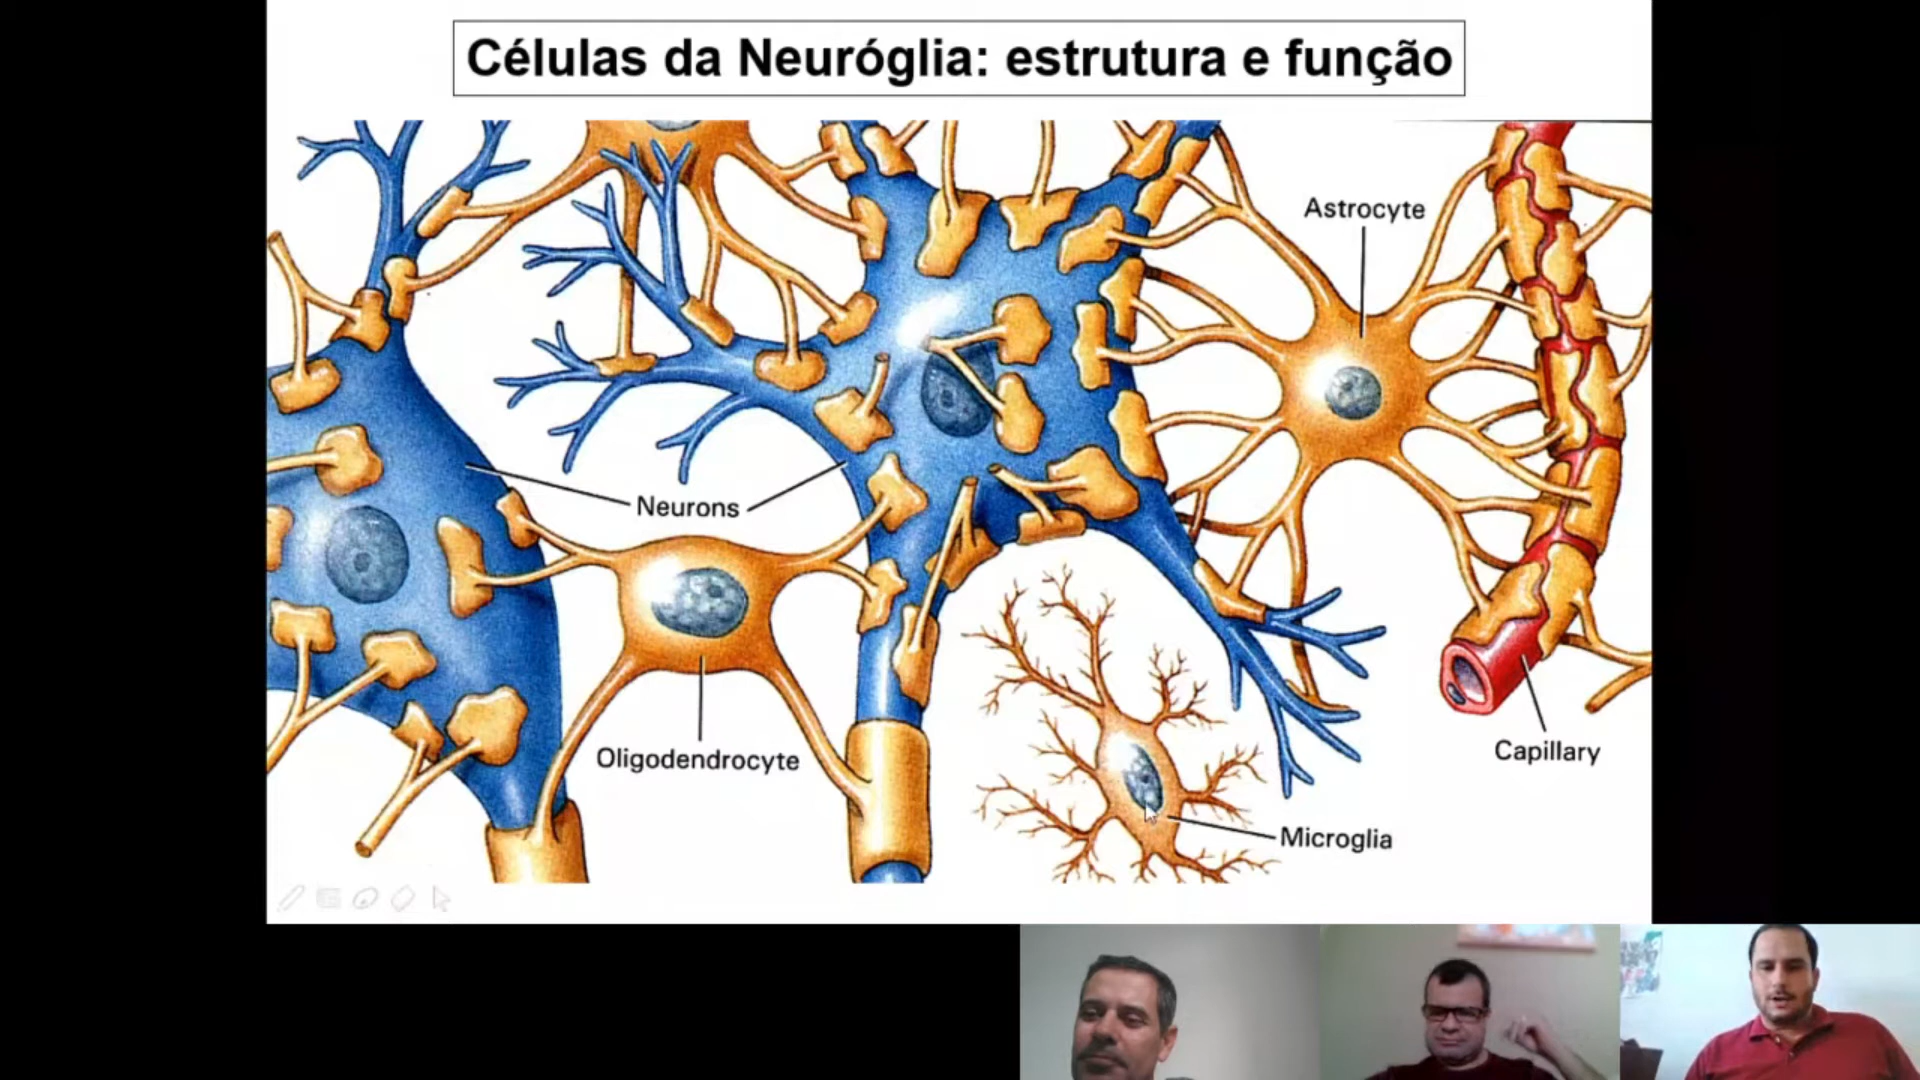 Células da Neuróglia: estrutura e função
Astrocyte
Neurons
Oligodendrocyte
Capillary
Microglia